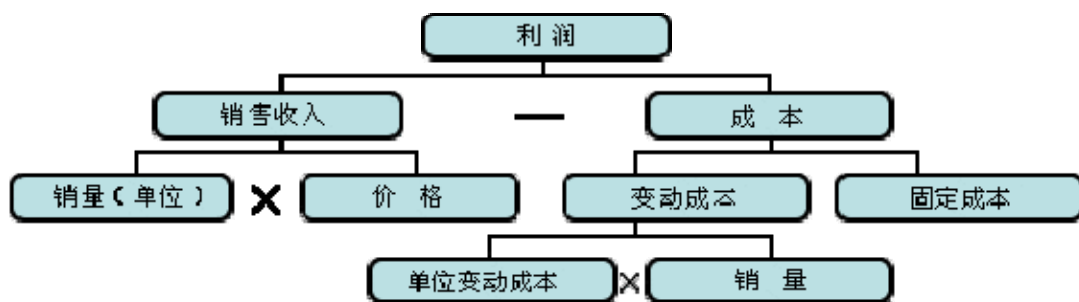 利润
销售收入 — 成本
销量(单位) × 价格 变动成本 固定成本
单位变动成本 × 销量